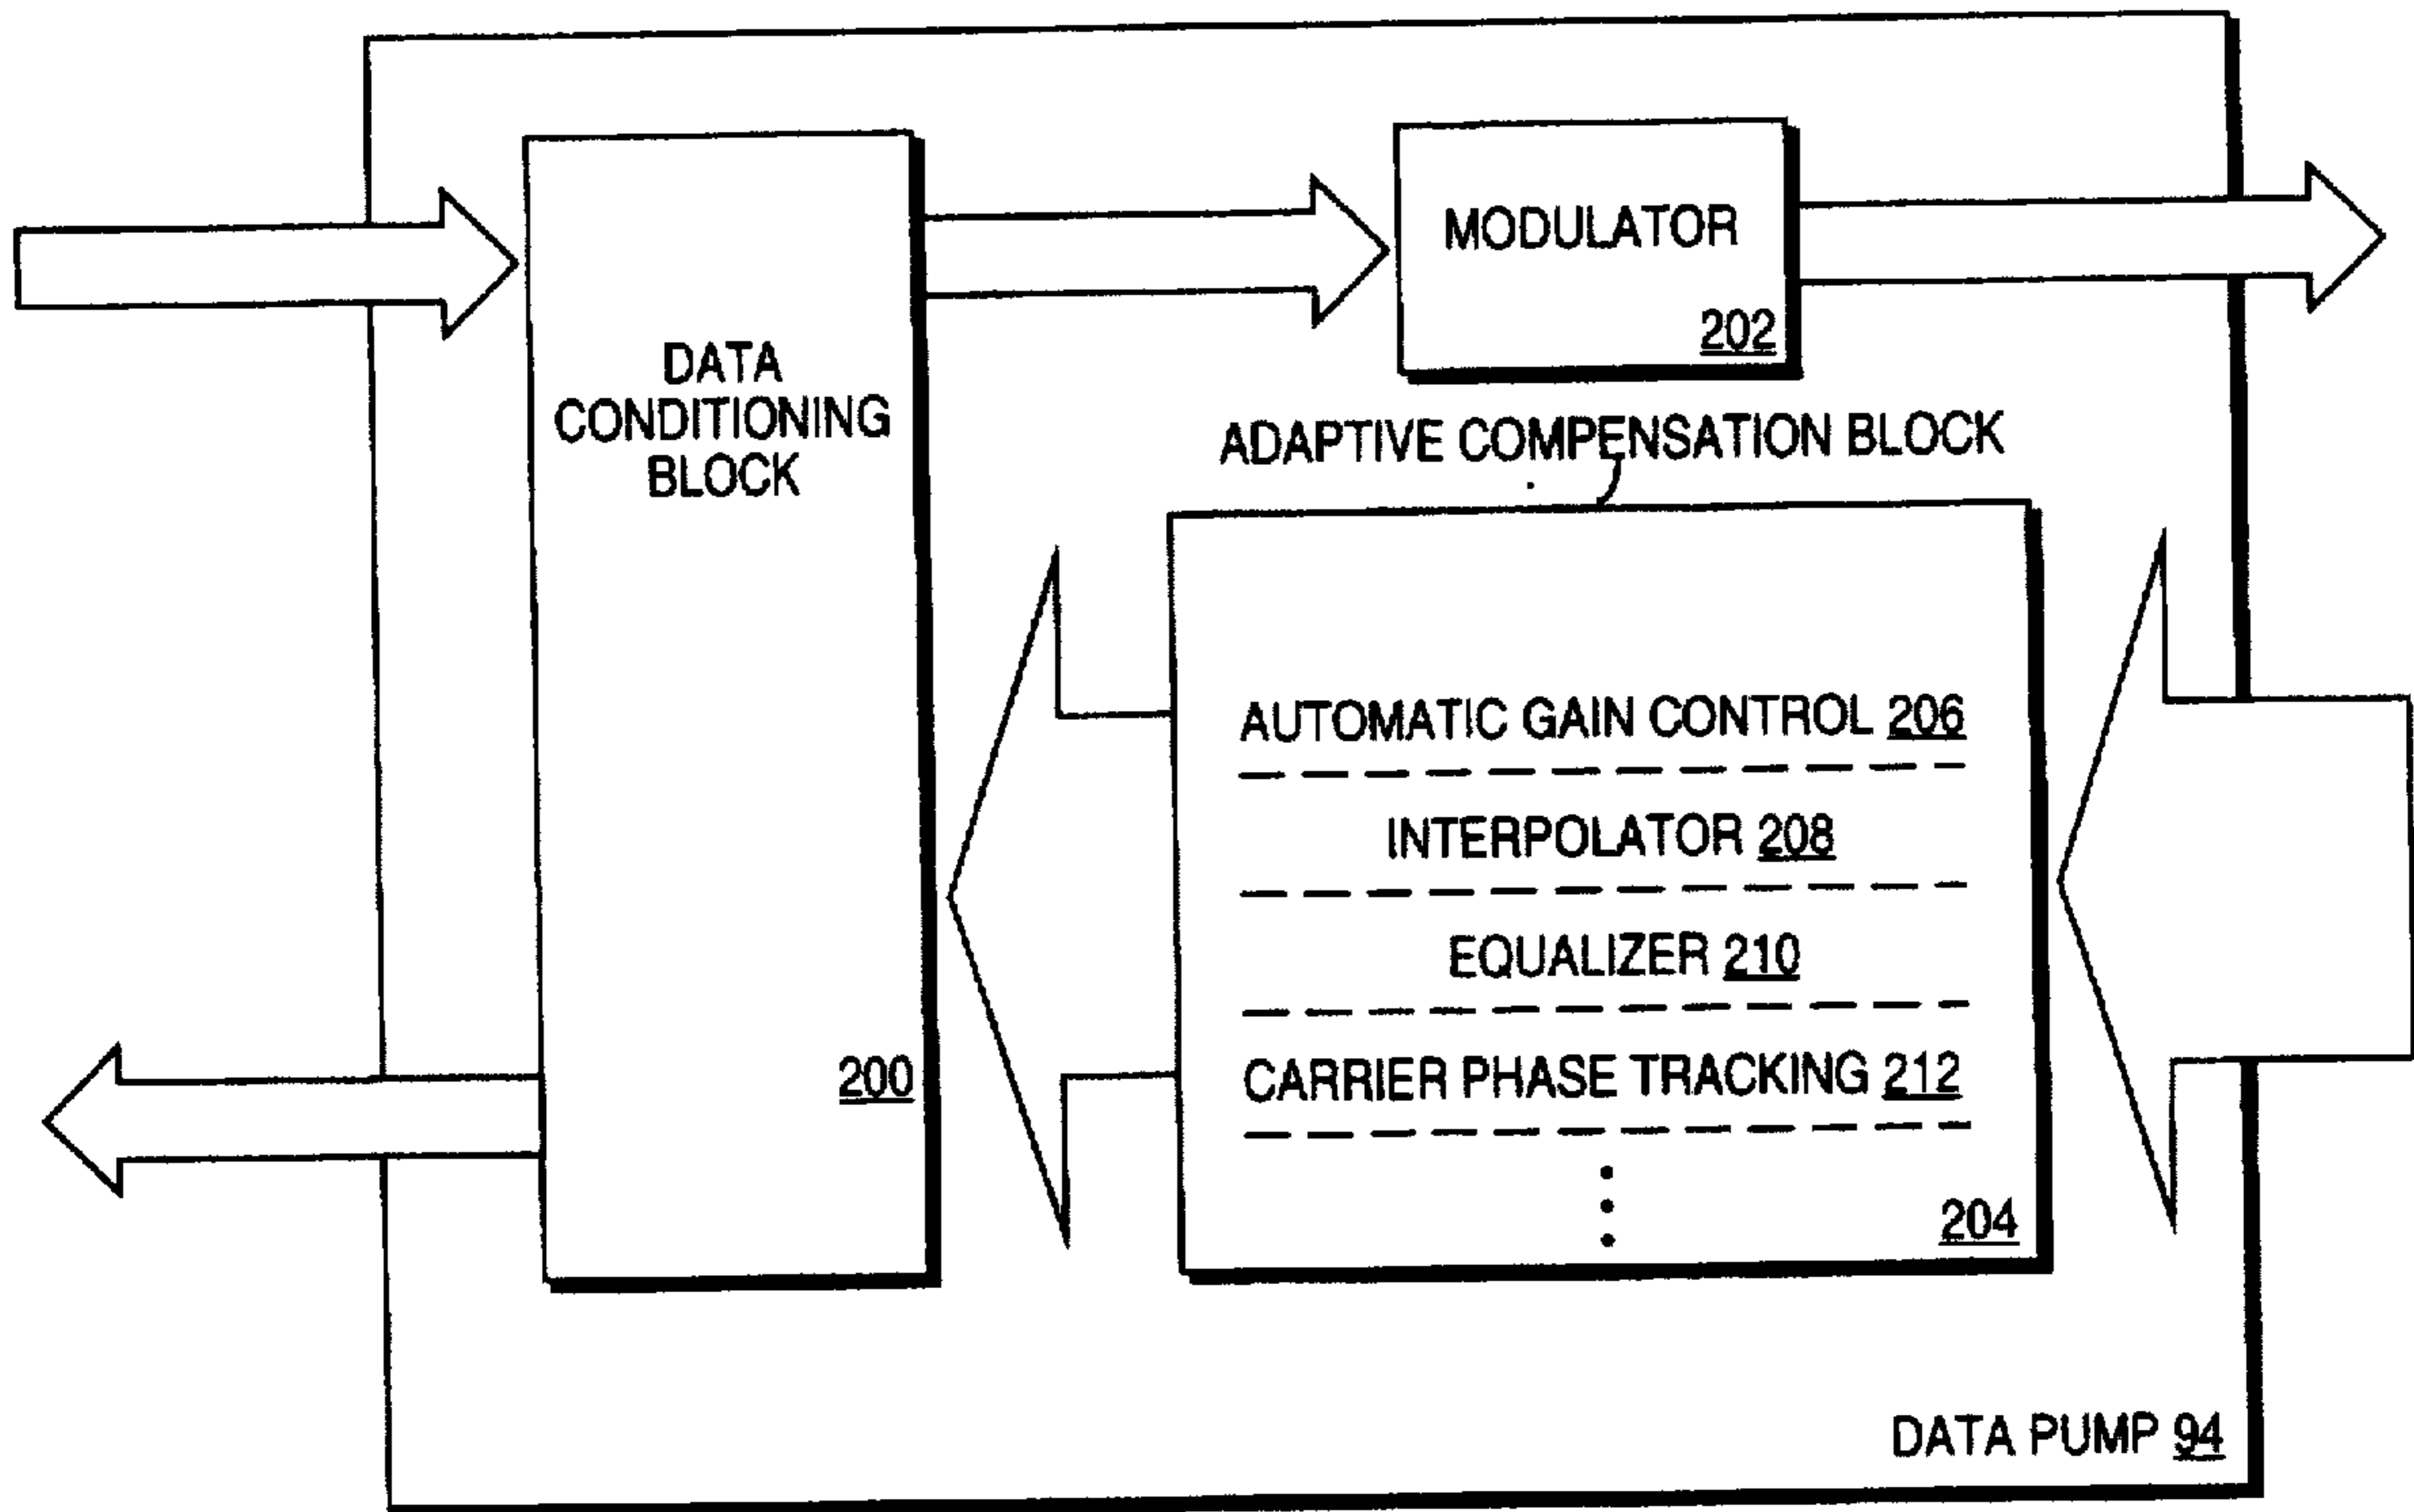 MODULATOR
202
DATA
CONDITIONING
BLOCK
200
ADAPTIVE COMPENSATION BLOCK
AUTOMATIC GAIN CONTROL 206
INTERPOLATOR 208
EQUALIZER 210
CARRIER PHASE TRACKING 212
204
DATA PUMP 94